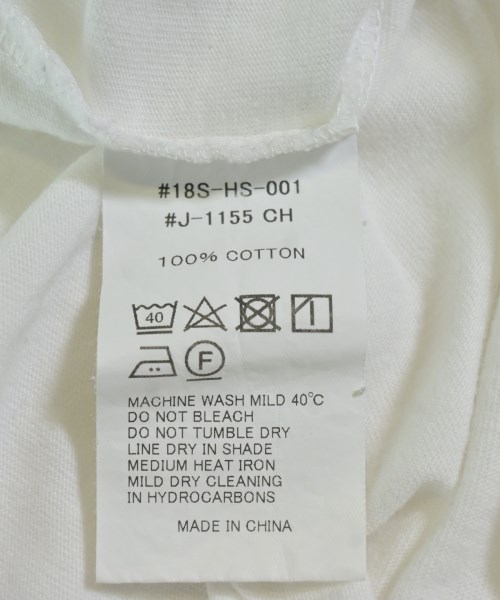 #18S-HS-001
#J-1155 CH
100% COTTON
40
F
MACHINE WASH MILD 40°C
DO NOT BLEACH
DO NOT TUMBLE DRY
LINE DRY IN SHADE
MEDIUM HEAT IRON
MILD DRY CLEANING
IN HYDROCARBONS
MADE IN CHINA